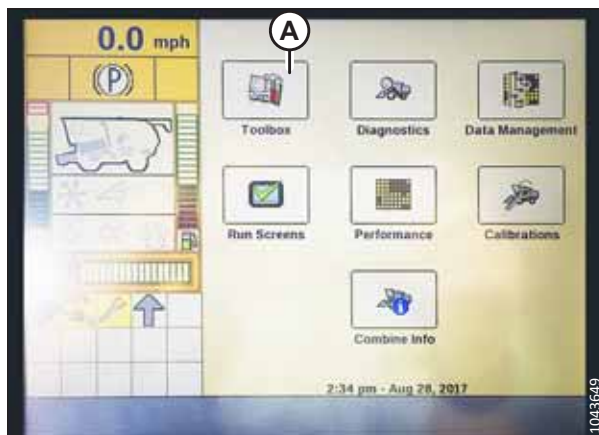 A
0.0 mph
(P)
Toolbox
Diagnostics
Data Management
Run Screens
Performance
Calibrations
Combine Info
2:34 pm - Aug 28, 2017
1043649